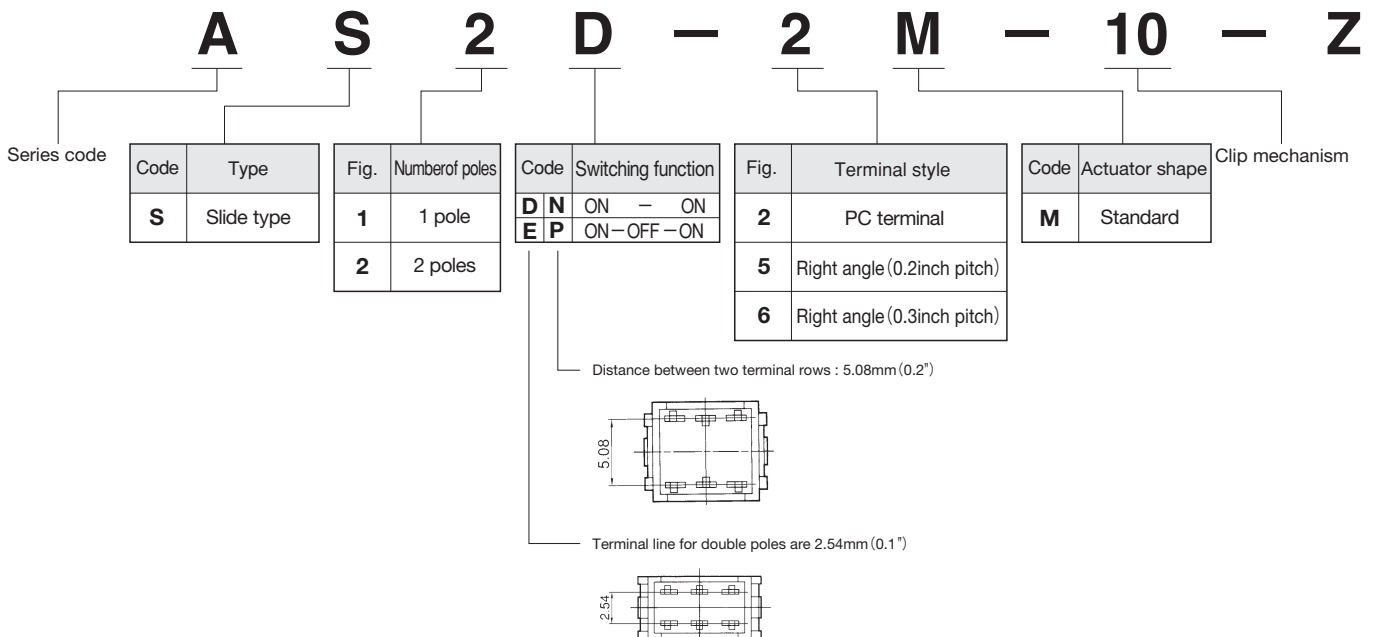 A S 2 D − 2 M − 10 − Z
Series code
Code Type
S Slide type
Fig. Numberof poles
1 1 pole
2 2 poles
Code Switching function
D N ON − ON
E P ON−OFF−ON
Fig. Terminal style
2 PC terminal
5 Right angle(0.2inch pitch)
6 Right angle(0.3inch pitch)
Code Actuator shape
M Standard
Clip mechanism
Distance between two terminal rows : 5.08mm(0.2")
5.08
Terminal line for double poles are 2.54mm(0.1")
2.54